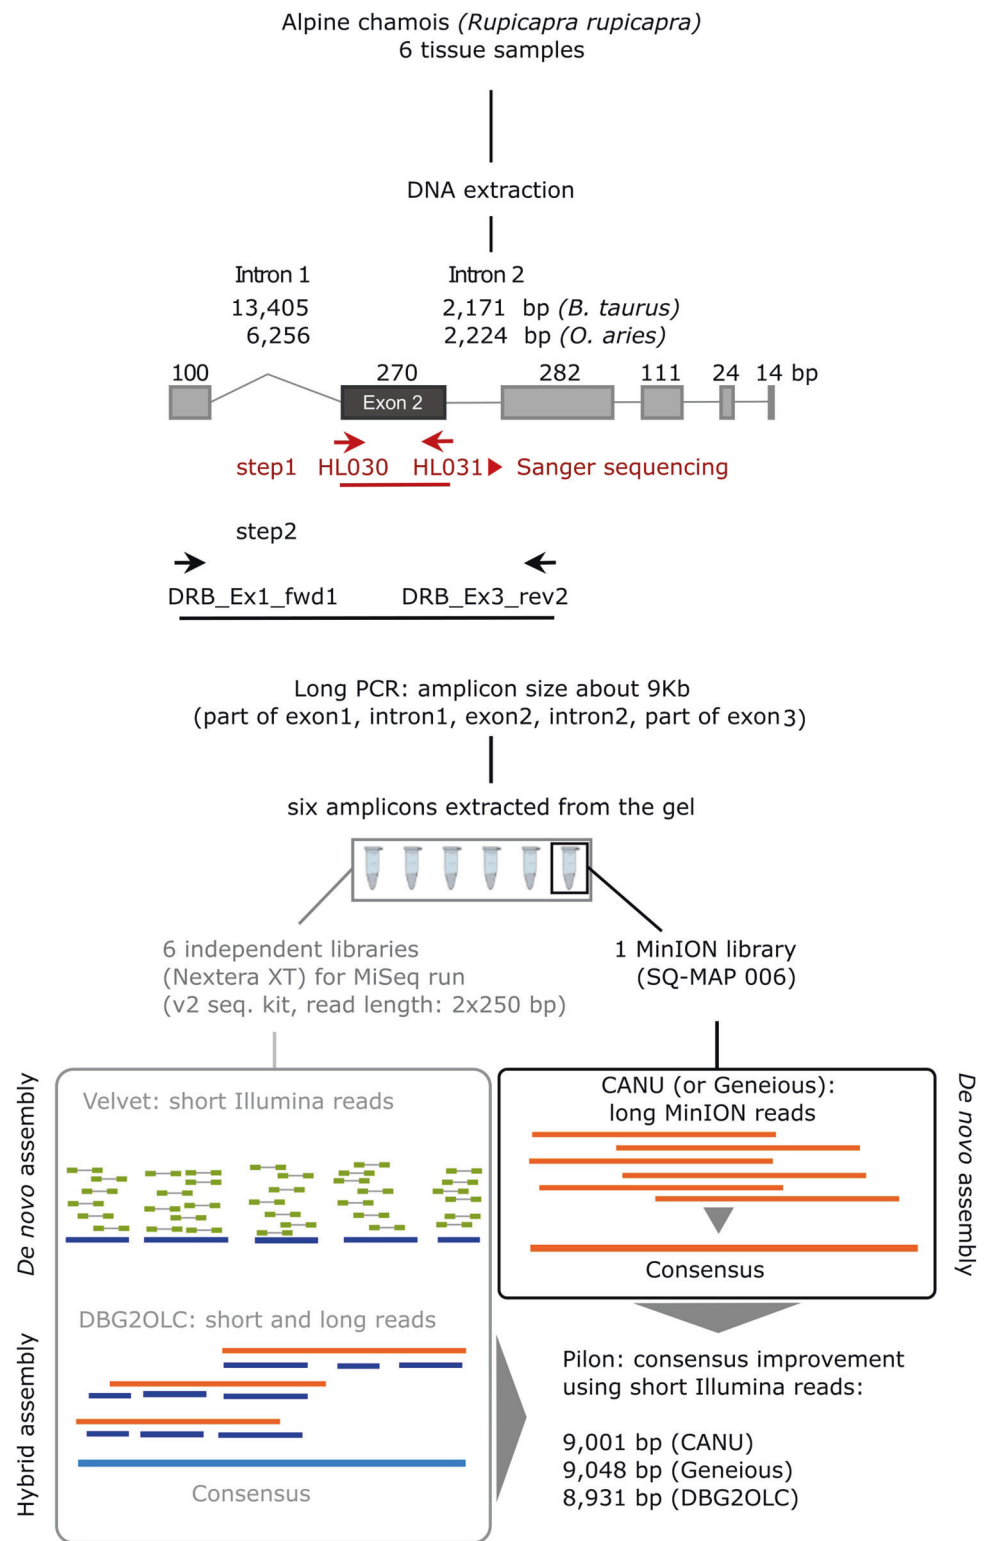 Alpine chamois (Rupicapra rupicapra)
6 tissue samples
DNA extraction
Intron 1 Intron 2
13,405 2,171 bp (B. taurus)
6,256 2,224 bp (O. aries)
100 270 282 111 24 14 bp
Exon 2
step1 HL030 HL031 Sanger sequencing
step2
DRB_Ex1_fwd1 DRB_Ex3_rev2
Long PCR: amplicon size about 9Kb
(part of exon1, intron1, exon2, intron2, part of exon3)
six amplicons extracted from the gel
6 independent libraries
(Nextera XT) for MiSeq run
(v2 seq. kit, read length: 2x250 bp)
1 MinION library
(SQ-MAP 006)
De novo assembly
Velvet: short Illumina reads
CANU (or Geneious):
long MinION reads
Consensus
De novo assembly
Hybrid assembly
DBG2OLC: short and long reads
Consensus
Pilon: consensus improvement
using short Illumina reads:
9,001 bp (CANU)
9,048 bp (Geneious)
8,931 bp (DBG2OLC)